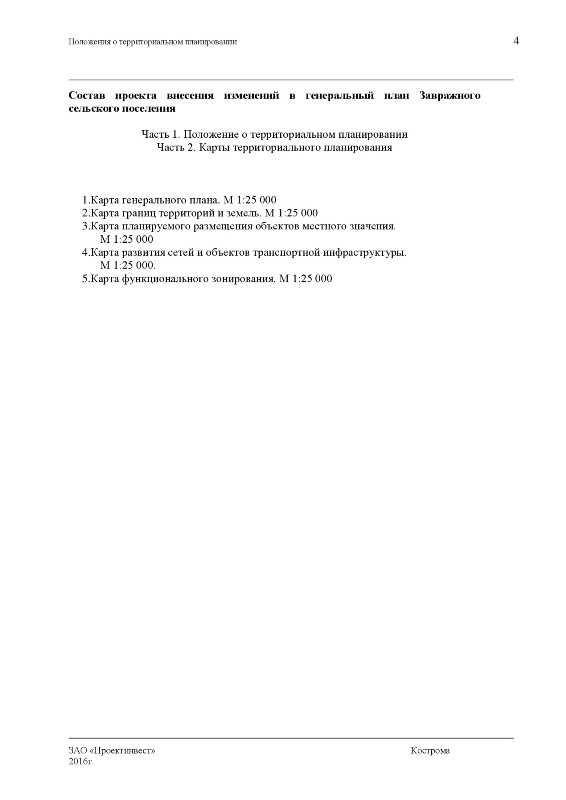 Положения о территориальном планировании 4
Состав проекта внесения изменений в генеральный план Завражного
сельского поселения
Часть 1. Положение о территориальном планировании
Часть 2. Карты территориального планирования
1.Карта генерального плана. М 1:25 000
2.Карта границ территорий и земель. М 1:25 000
3.Карта планируемого размещения объектов местного значения.
М 1:25 000
4.Карта развития сетей и объектов транспортной инфраструктуры.
М 1:25 000.
5.Карта функционального зонирования. М 1:25 000
ЗАО «Проектинвест» Кострома
2016г.